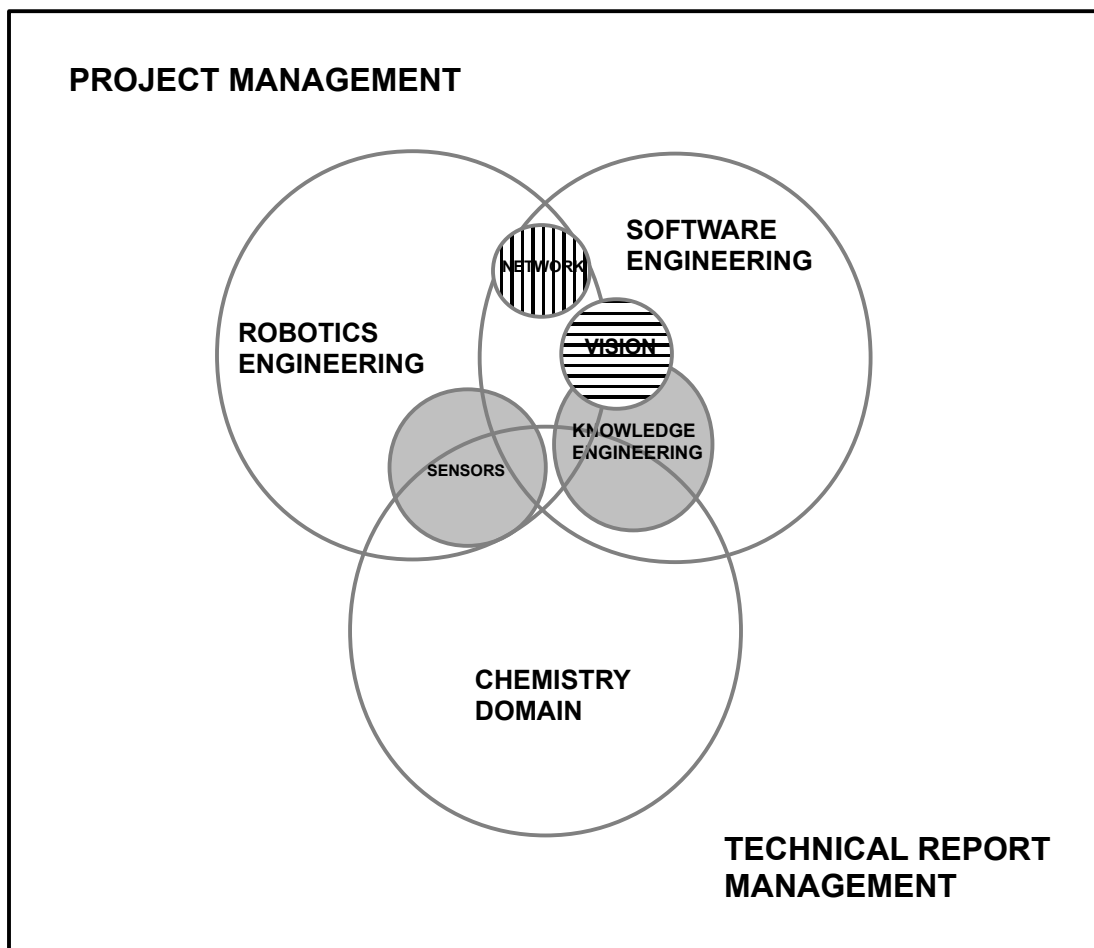 PROJECT MANAGEMENT
SOFTWARE
ENGINEERING
NETWORK
ROBOTICS
ENGINEERING
VISION
KNOWLEDGE
ENGINEERING
SENSORS
CHEMISTRY
DOMAIN
TECHNICAL REPORT
MANAGEMENT